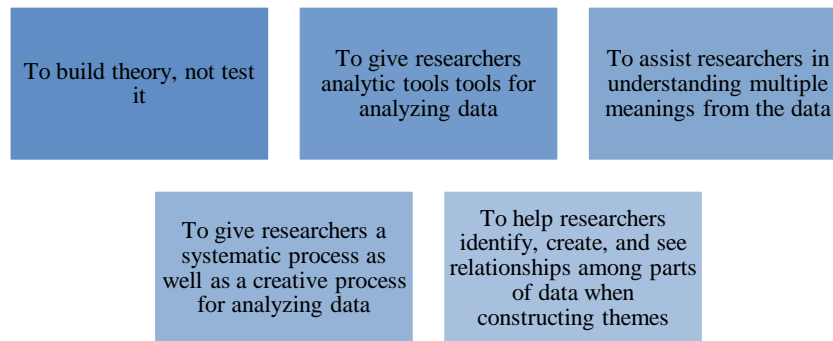 To build theory, not test
it
To give researchers
analytic tools tools for
analyzing data
To assist researchers in
understanding multiple
meanings from the data
To give researchers a
systematic process as
well as a creative process
for analyzing data
To help researchers
identify, create, and see
relationships among parts
of data when
constructing themes